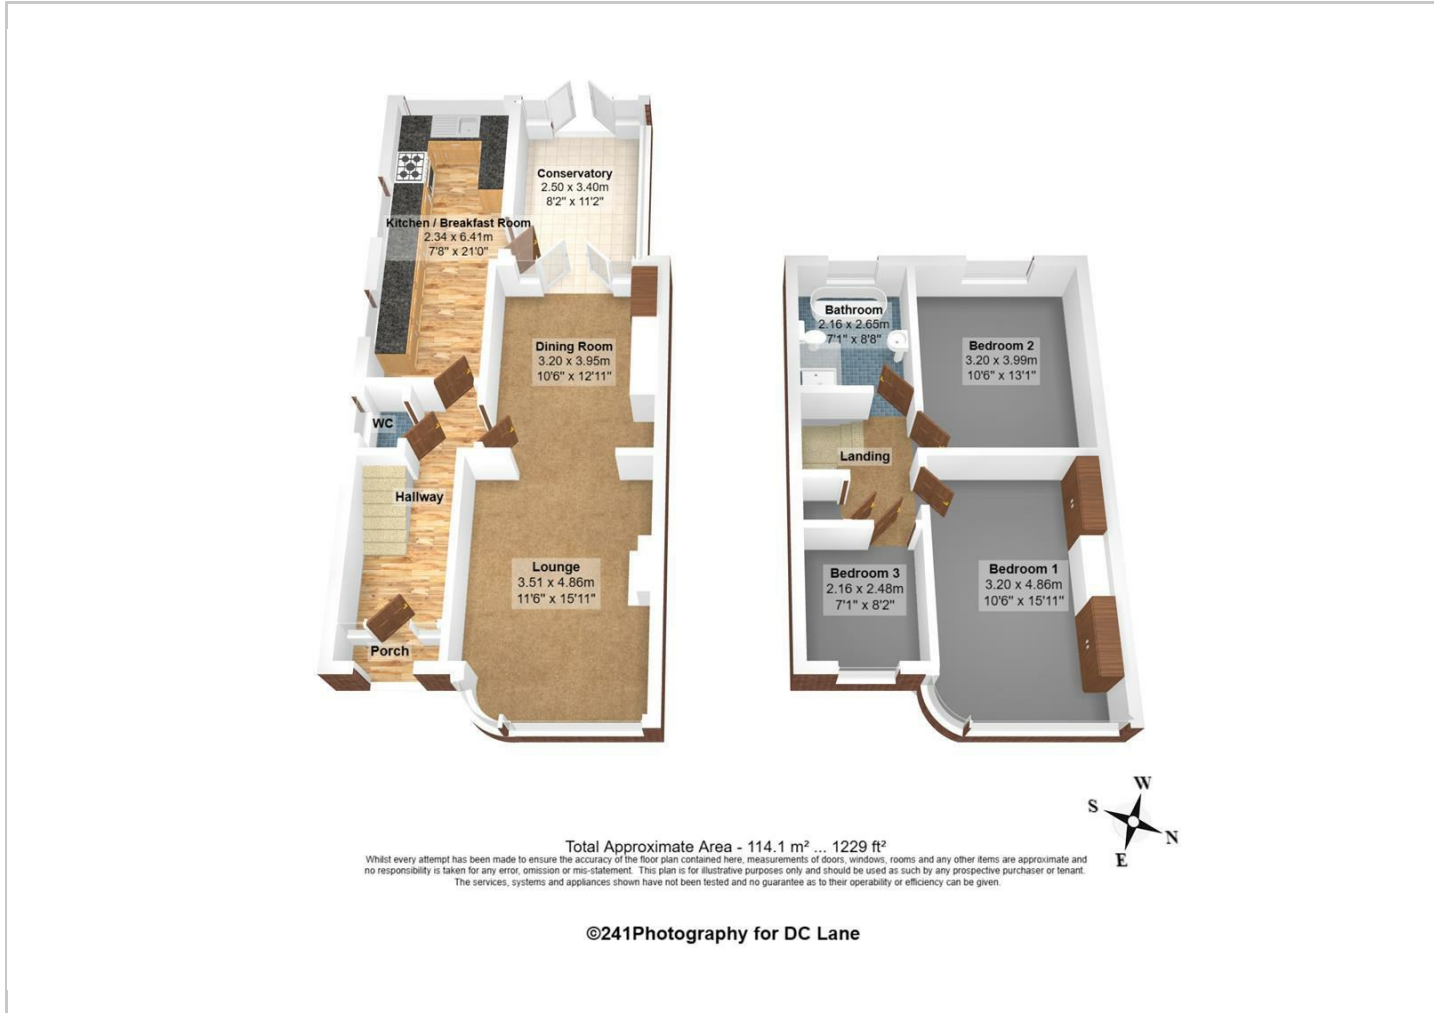 Conservatory
2.50 x 3.40m
8'2" x 11'2"
Kitchen / Breakfast Room
2.34 x 6.41m
7'8" x 21'0"
Dining Room
3.20 x 3.95m
10'6" x 12'11"
WC
Hallway
Lounge
3.51 x 4.86m
11'6" x 15'11"
Porch
Bathroom
2.16 x 2.65m
7'1" x 8'8"
Bedroom 2
3.20 x 3.99m
10'6" x 13'1"
Landing
Bedroom 3
2.16 x 2.48m
7'1" x 8'2"
Bedroom 1
3.20 x 4.86m
10'6" x 15'11"
W
S
N
E
Total Approximate Area - 114.1 m² ... 1229 ft²
Whilst every attempt has been made to ensure the accuracy of the floor plan contained here, measurements of doors, windows, rooms and any other items are approximate and
no responsibility is taken for any error, omission or mis-statement. This plan is for illustrative purposes only and should be used as such by any prospective purchaser or tenant.
The services, systems and appliances shown have not been tested and no guarantee as to their operability or efficiency can be given.
©241Photography for DC Lane